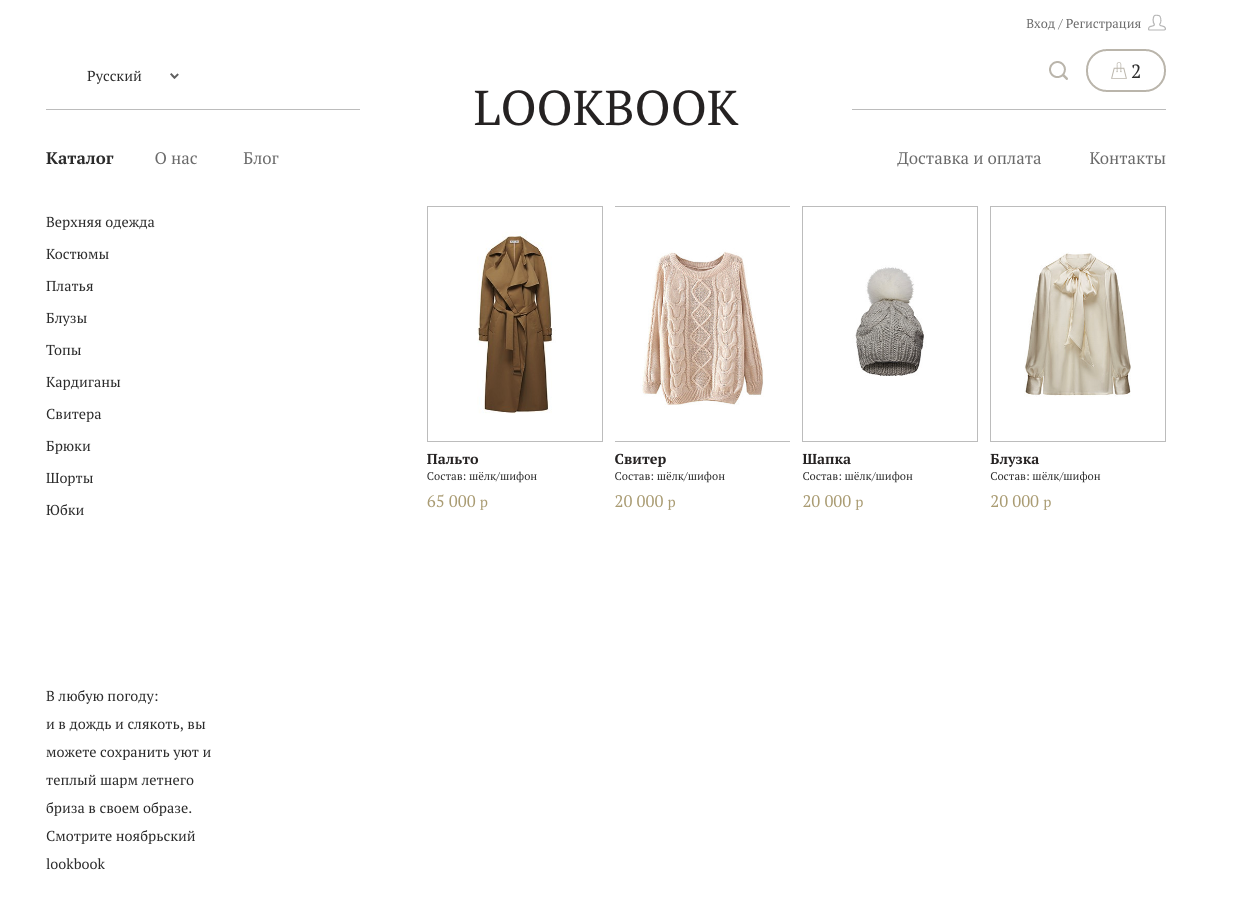 Вход / Регистрация
Русский
2
LOOKBOOK
Каталог О нас Блог Доставка и оплата Контакты
Верхняя одежда
Костюмы
Платья
Блузы
Топы
Кардиганы
Свитера
Брюки
Шорты
Юбки
Пальто
Состав: шёлк/шифон
65 000 р
Свитер
Состав: шёлк/шифон
20 000 р
Шапка
Состав: шёлк/шифон
20 000 р
Блузка
Состав: шёлк/шифон
20 000 р
В любую погоду:
и в дождь и слякоть, вы
можете сохранить уют и
теплый шарм летнего
бриза в своем образе.
Смотрите ноябрьский
lookbook